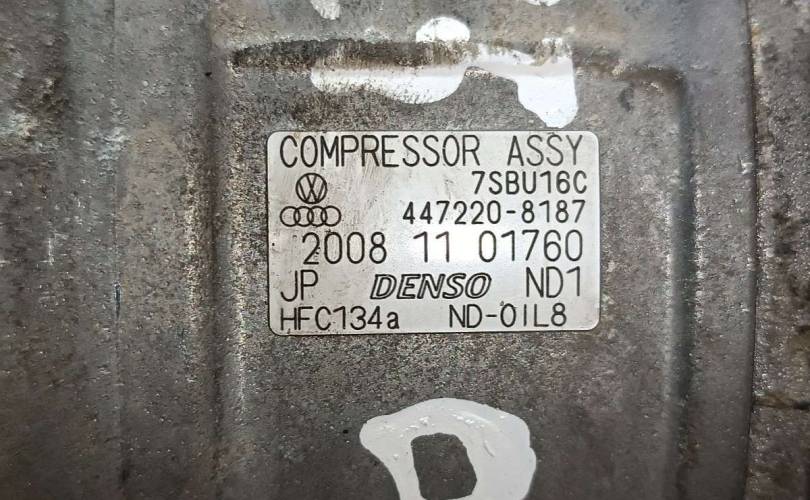 COMPRESSOR ASSY
7SBU16C
447220-8187
2008 11 01760
JP DENSO ND1
HFC134a ND-OIL8